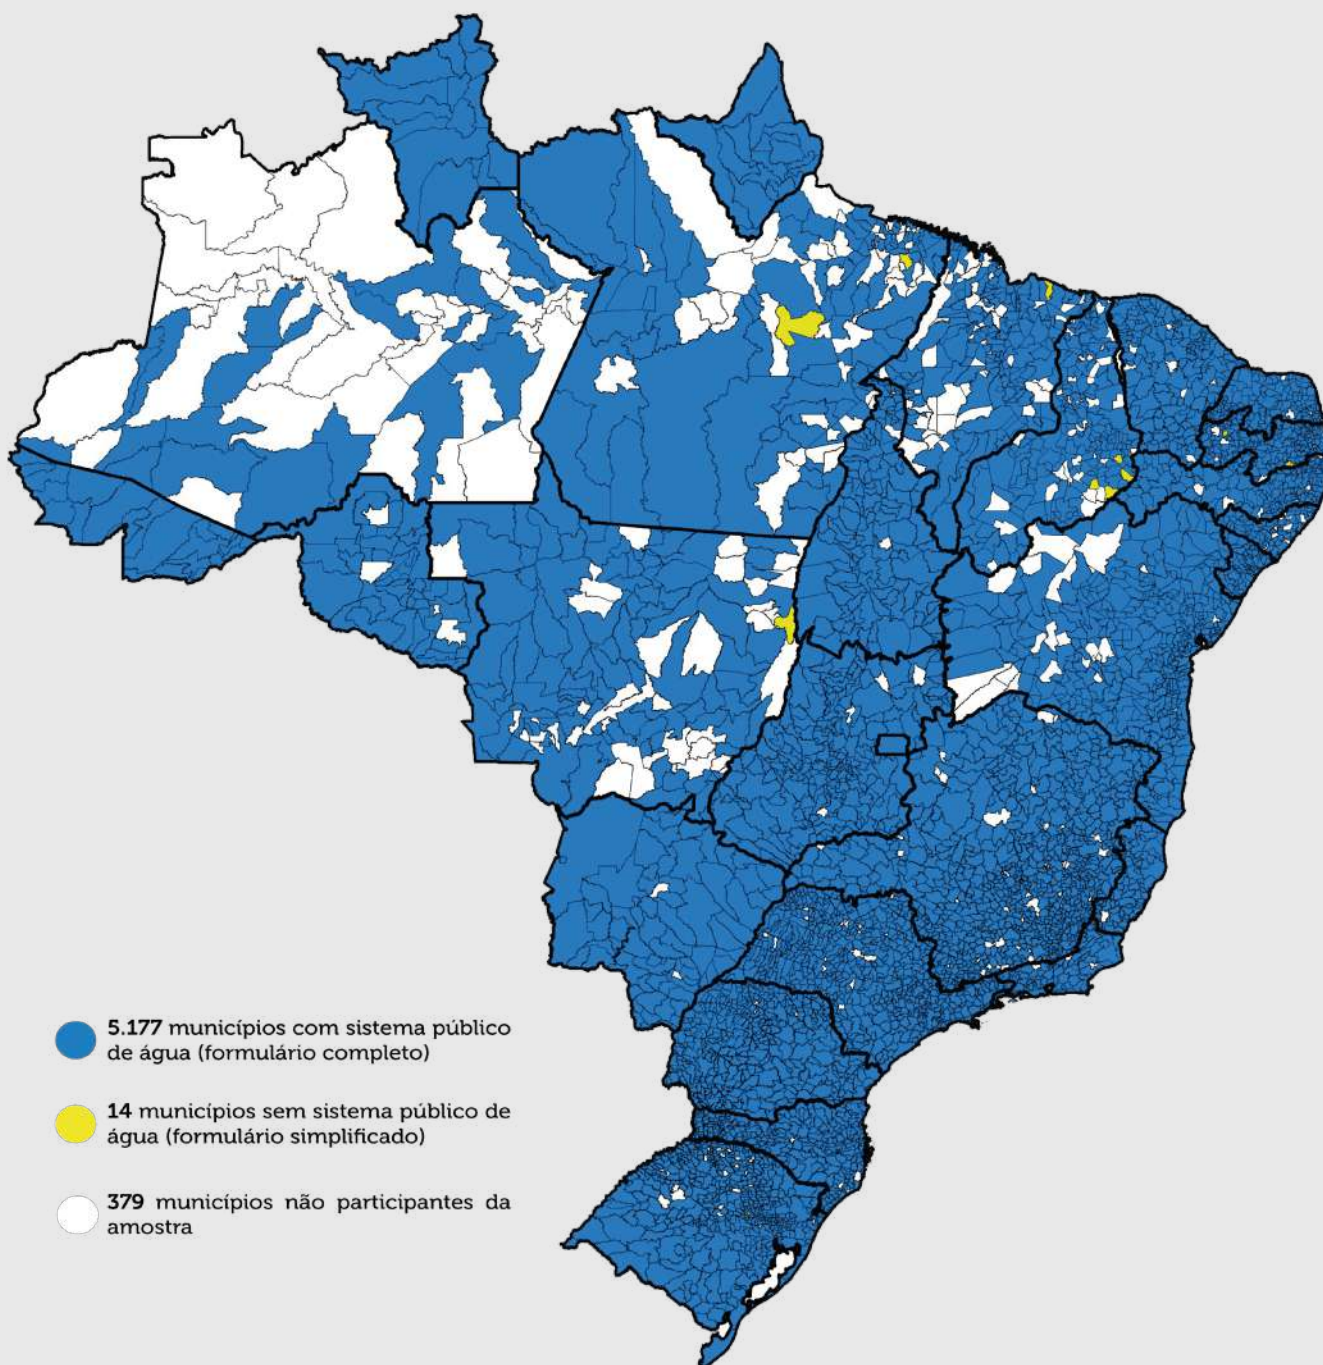 5.177 municípios com sistema público
de água (formulário completo)
14 municípios sem sistema público de
água (formulário simplificado)
379 municípios não participantes da
amostra